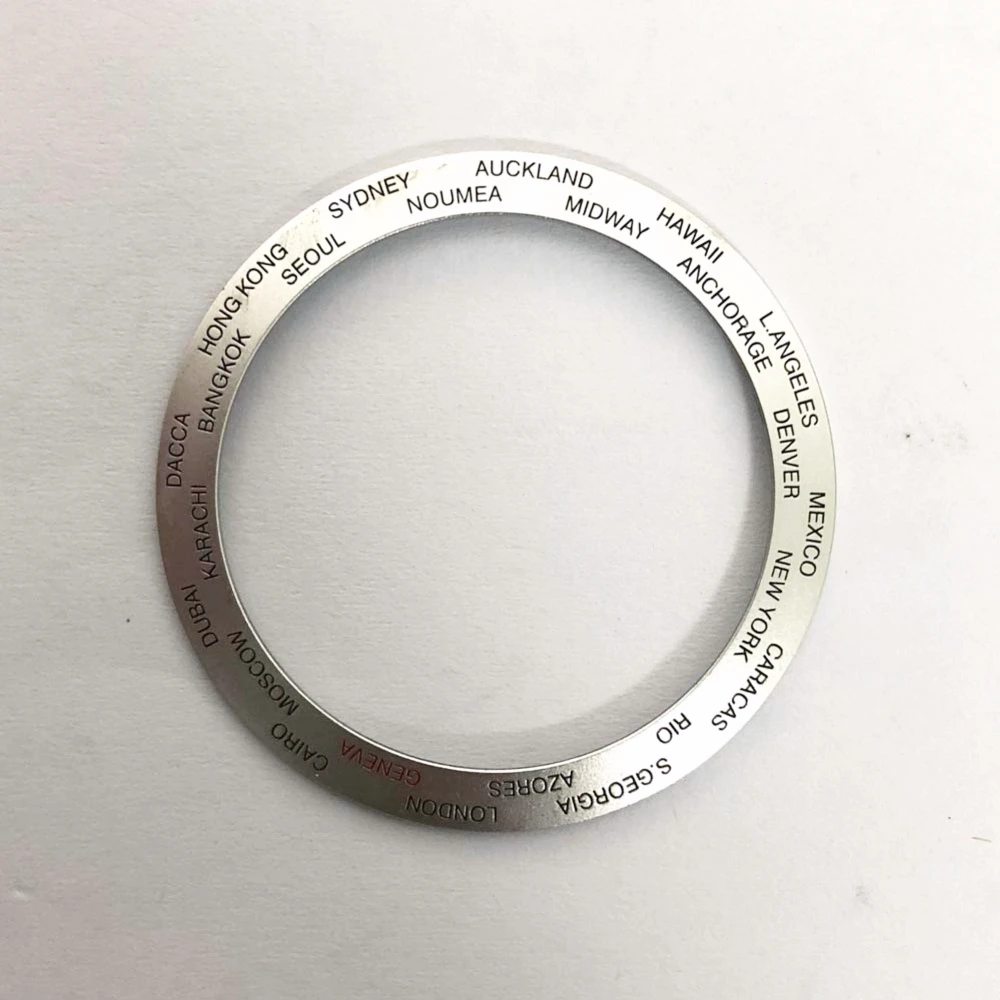 AUCKLAND
MIDWAY
HAWAII
ANCHORAGE
L.ANGELES
DENVER
MEXICO
NEW YORK
CARACAS
RIO
S.GEORGIA
AZORES
LONDON
GENEVA
CAIRO
MOSCOW
DUBAI
KARACHI
DACCA
BANGKOK
HONG KONG
SEOUL
SYDNEY
NOUMEA